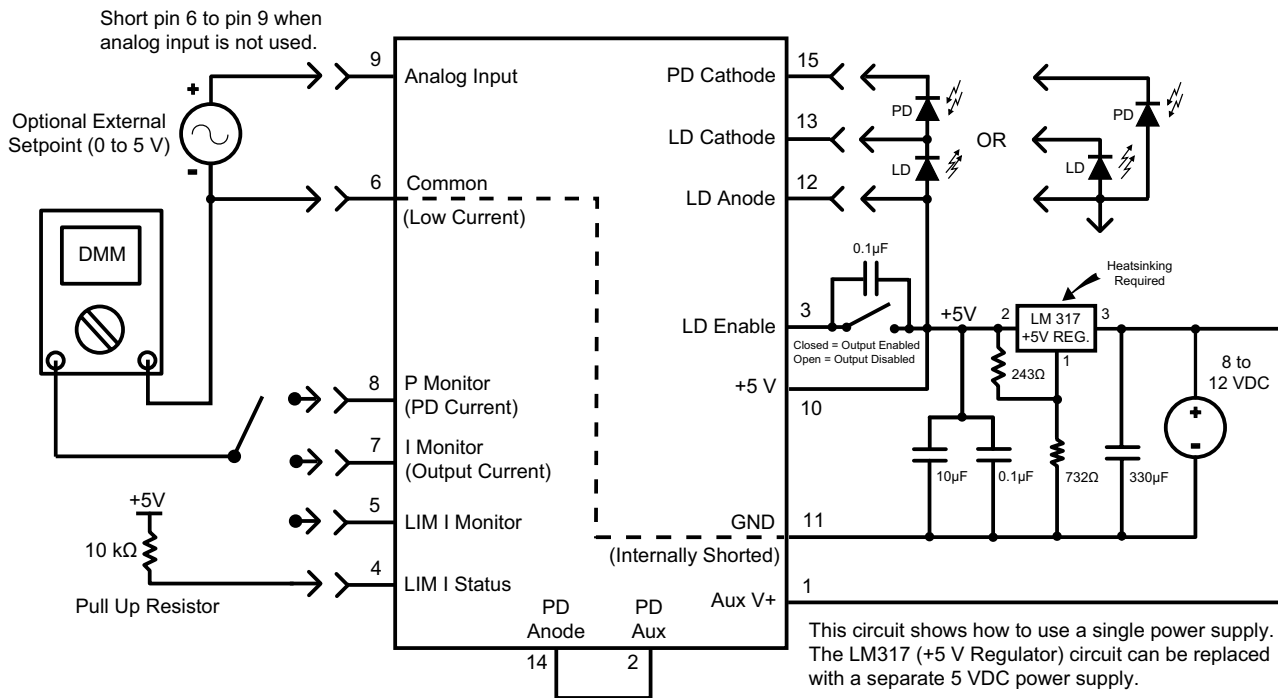 Short pin 6 to pin 9 when
analog input is not used.
9
Analog Input
+
Optional External
Setpoint (0 to 5 V)
-
6
Common
(Low Current)
DMM
8
P Monitor
(PD Current)
7
I Monitor
(Output Current)
5
LIM I Monitor
+5V
10 kΩ
Pull Up Resistor
4
LIM I Status
PD
Anode
14
PD
Aux
2
PD Cathode
15
LD Cathode
13
LD Anode
12
PD
LD
OR
PD
LD
0.1µF
LD Enable
3
Closed = Output Enabled
Open = Output Disabled
+5 V
10
+5V
2
LM 317
+5V REG.
3
1
Heatsinking
Required
243Ω
8 to
12 VDC
+
-
10µF
0.1µF
732Ω
330µF
GND
11
(Internally Shorted)
Aux V+
1
This circuit shows how to use a single power supply.
The LM317 (+5 V Regulator) circuit can be replaced
with a separate 5 VDC power supply.